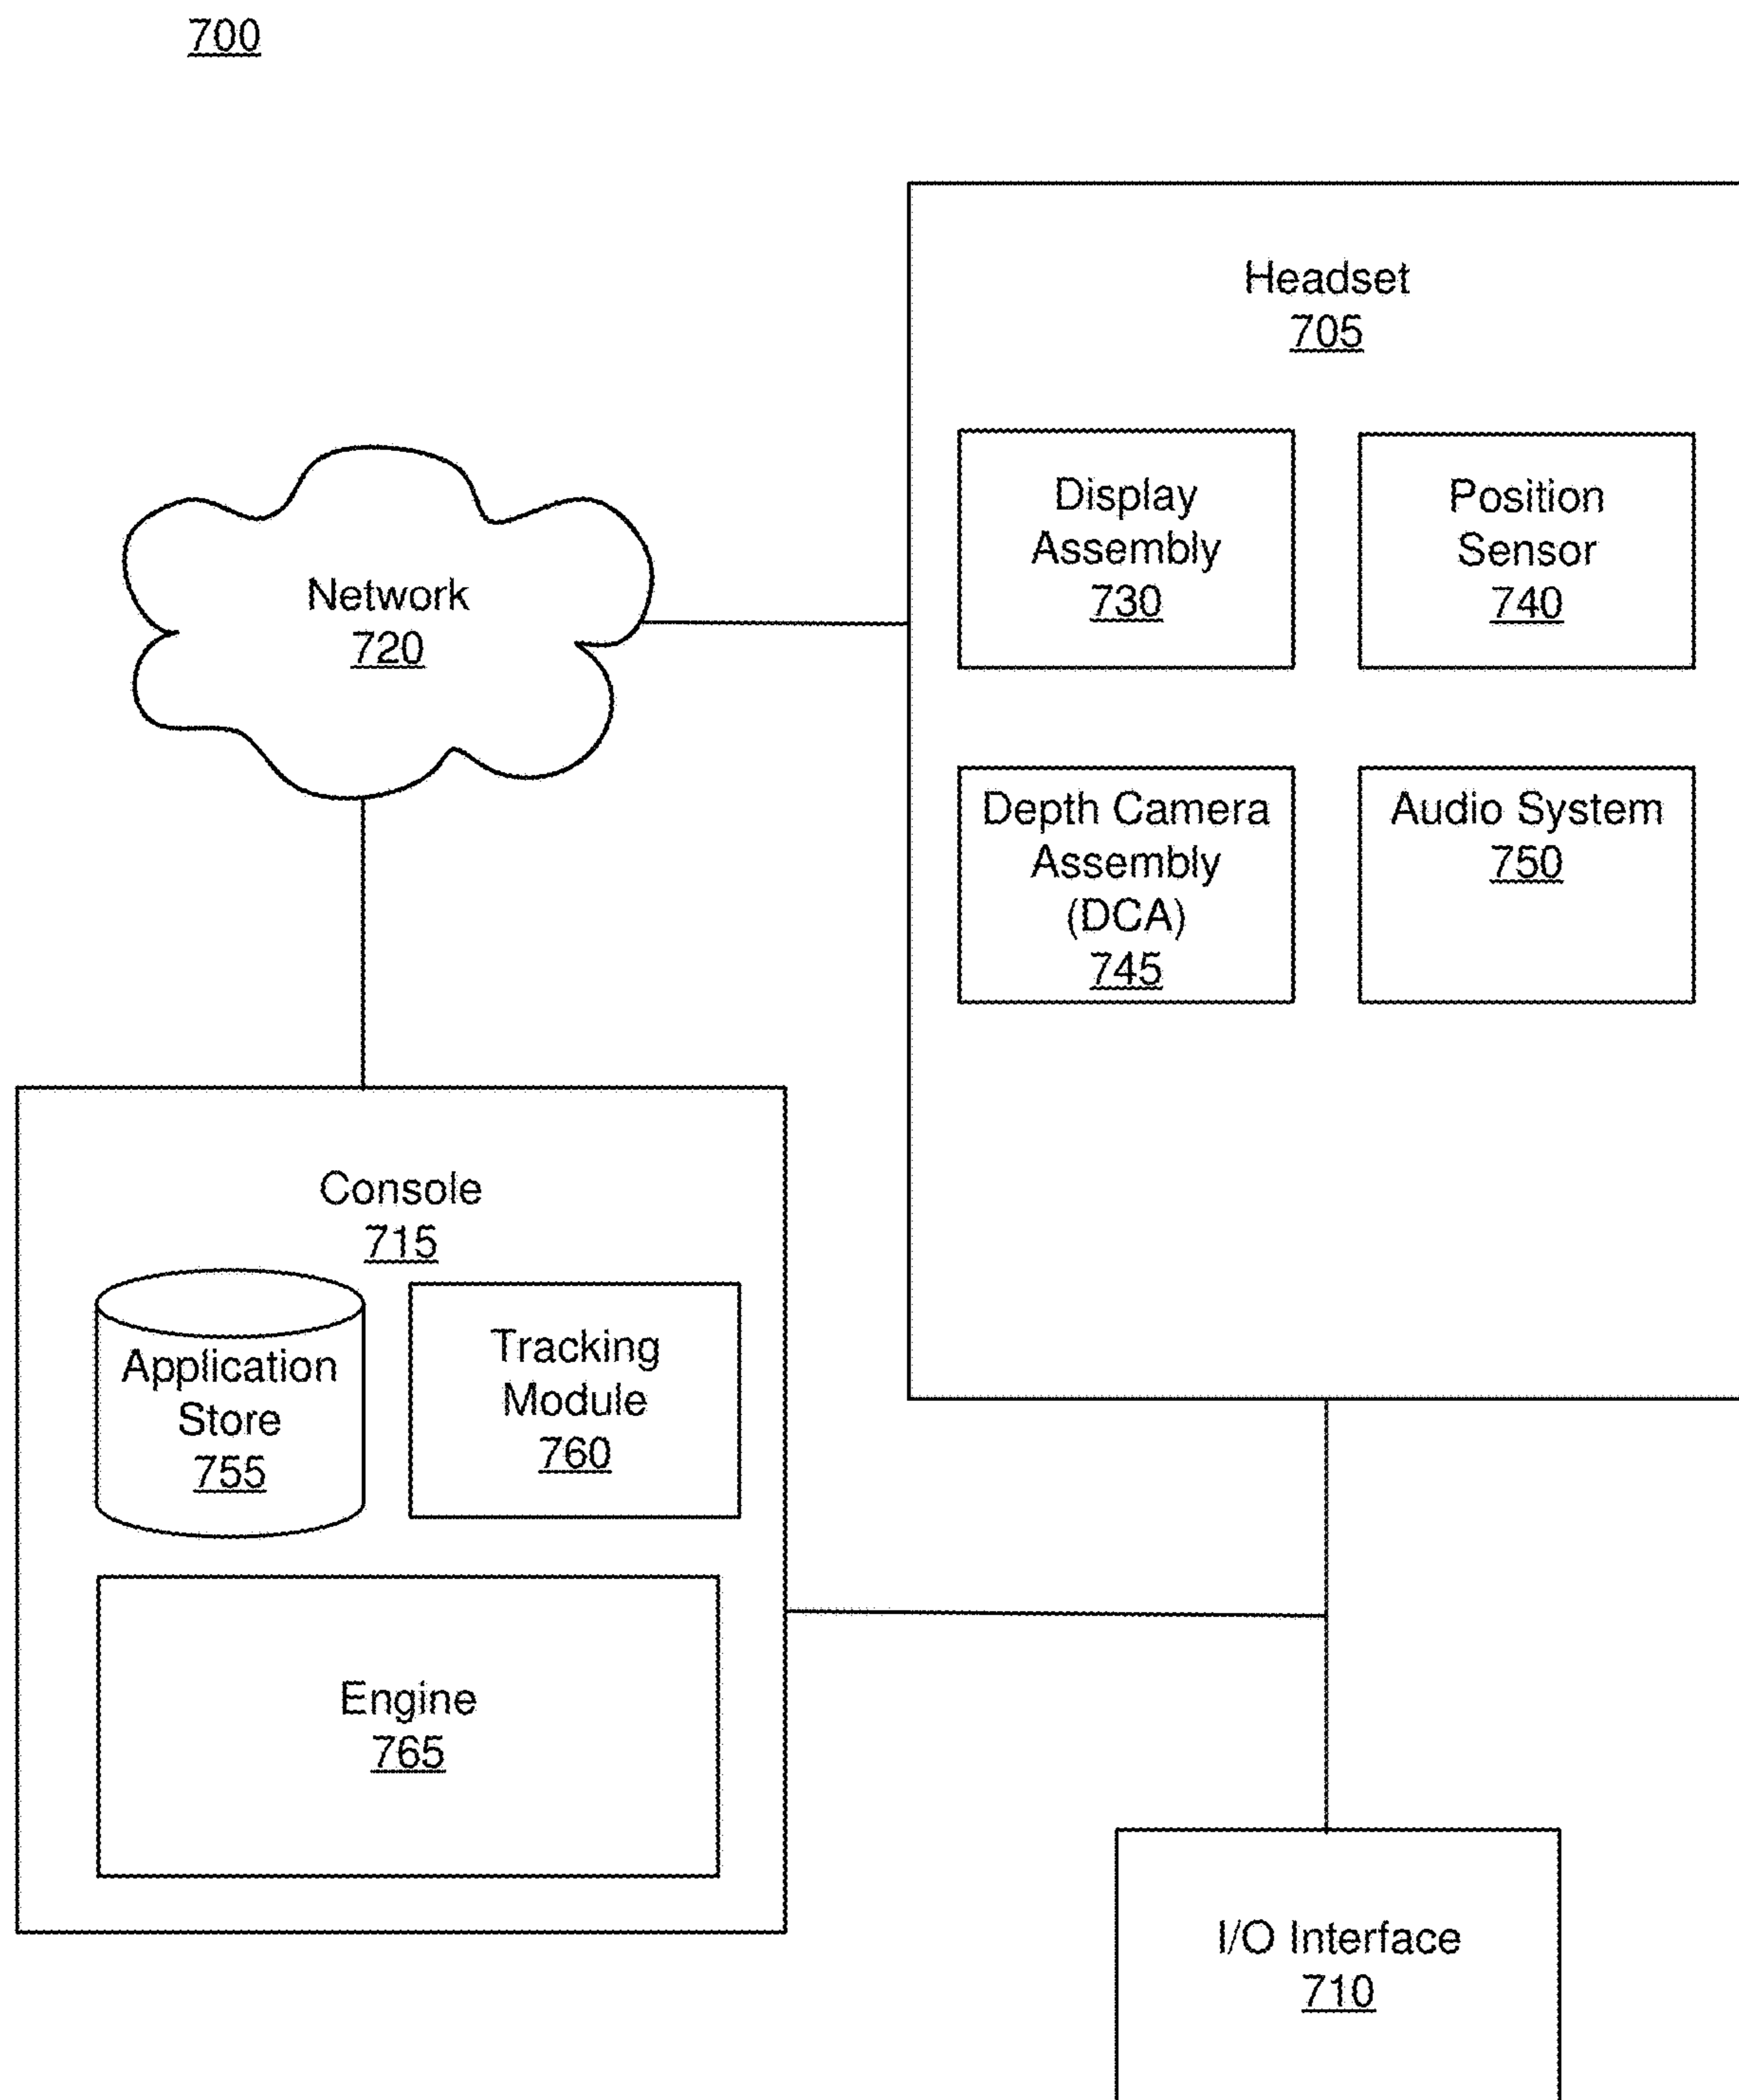 700
Headset
705
Display
Assembly
730
Position
Sensor
740
Network
720
Depth Camera
Assembly
(DCA)
745
Audio System
750
Console
715
Application
Store
755
Tracking
Module
760
Engine
765
I/O Interface
710